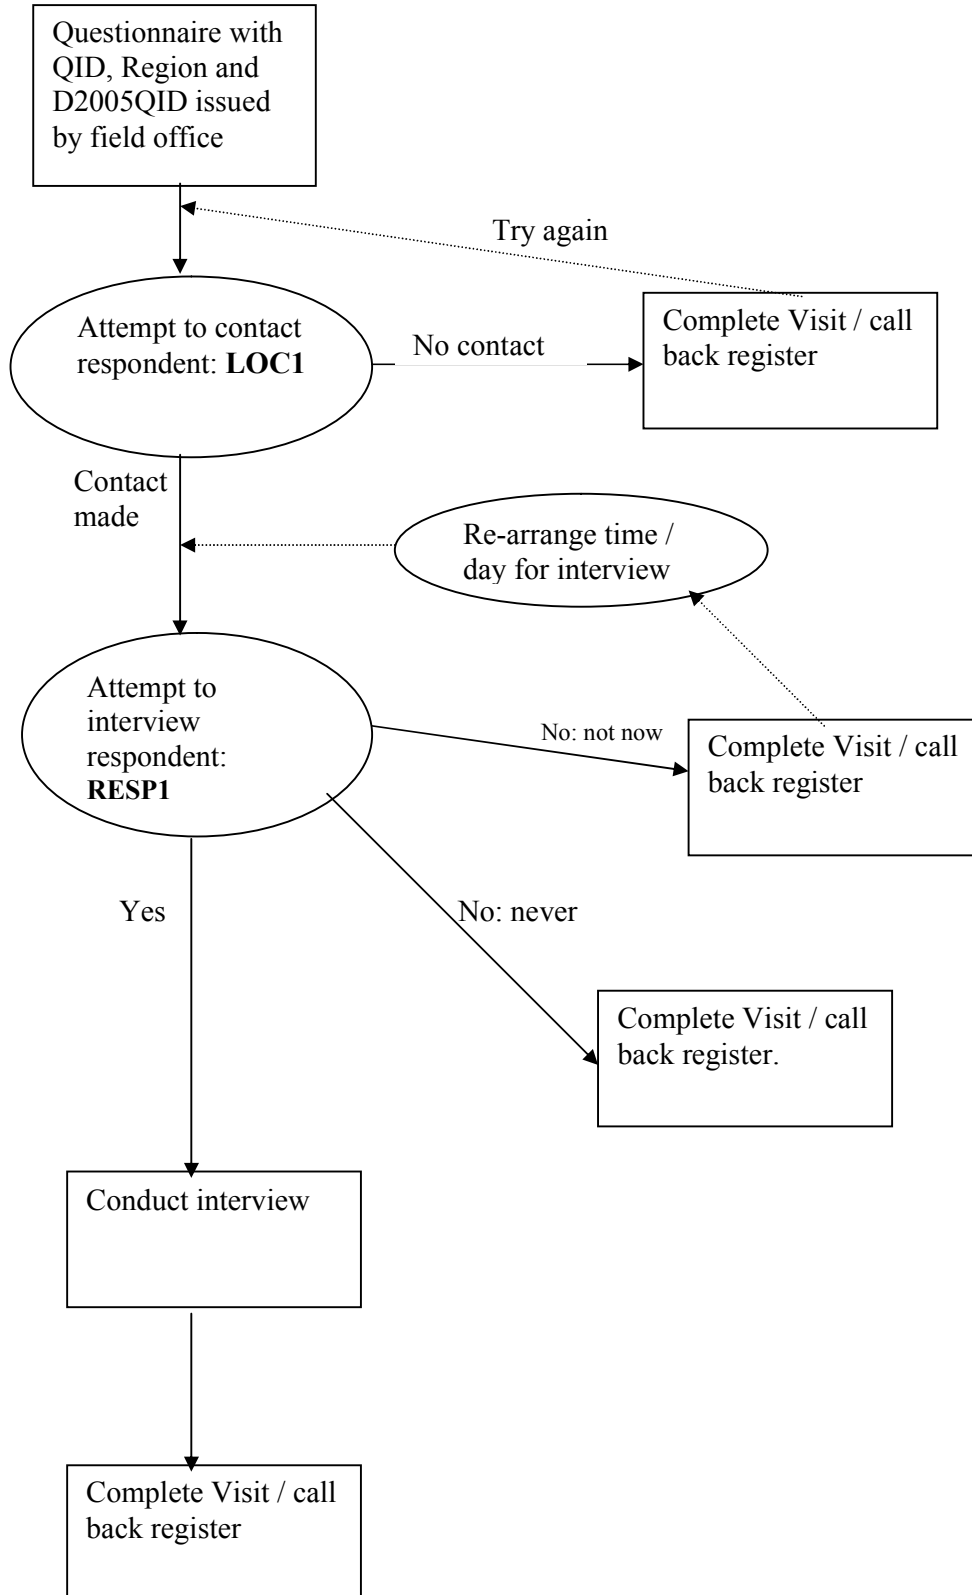 Questionnaire with
QID, Region and
D2005QID issued
by field office
Try again
Attempt to contact
respondent: LOC1
No contact
Complete Visit / call
back register
Contact
made
Re-arrange time /
day for interview
Attempt to
interview
respondent:
RESP1
No: not now
Complete Visit / call
back register
Yes
No: never
Complete Visit / call
back register.
Conduct interview
Complete Visit / call
back register